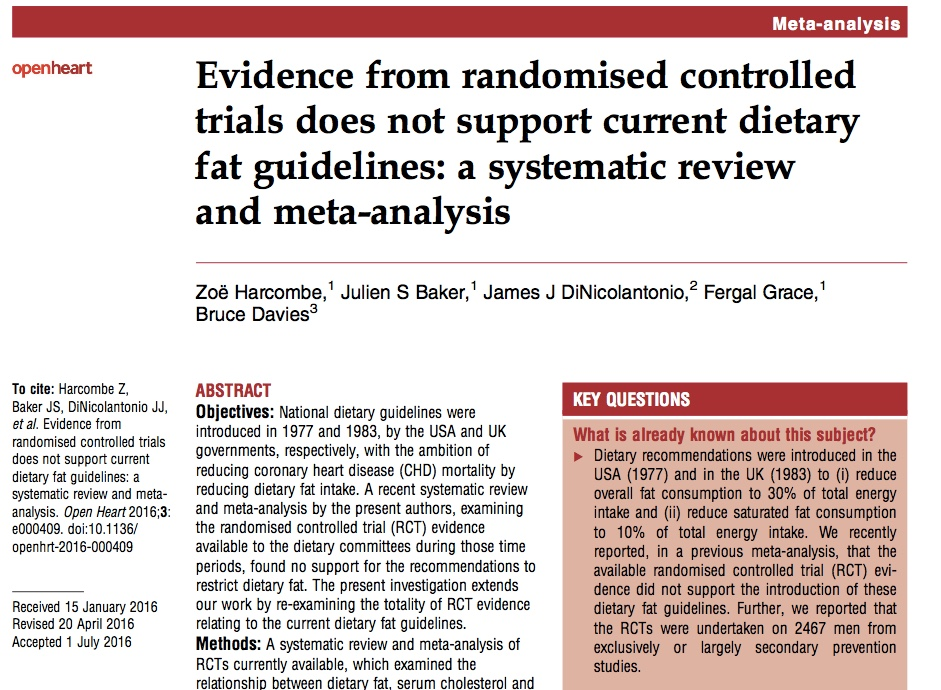 Meta-analysis
openheart
Evidence from randomised controlled
trials does not support current dietary
fat guidelines: a systematic review
and meta-analysis
Zoë Harcombe,1 Julien S Baker,1 James J DiNicolantonio,2 Fergal Grace,1
Bruce Davies3
To cite: Harcombe Z,
Baker JS, DiNicolantonio JJ,
et al. Evidence from
randomised controlled trials
does not support current
dietary fat guidelines: a
systematic review and meta-
analysis. Open Heart 2016;3:
e000409. doi:10.1136/
openhrt-2016-000409
Received 15 January 2016
Revised 20 April 2016
Accepted 1 July 2016
ABSTRACT
Objectives: National dietary guidelines were
introduced in 1977 and 1983, by the USA and UK
governments, respectively, with the ambition of
reducing coronary heart disease (CHD) mortality by
reducing dietary fat intake. A recent systematic review
and meta-analysis by the present authors, examining
the randomised controlled trial (RCT) evidence
available to the dietary committees during those time
periods, found no support for the recommendations to
restrict dietary fat. The present investigation extends
our work by re-examining the totality of RCT evidence
relating to the current dietary fat guidelines.
Methods: A systematic review and meta-analysis of
RCTs currently available, which examined the
relationship between dietary fat, serum cholesterol and
KEY QUESTIONS
What is already known about this subject?
▸ Dietary recommendations were introduced in the
USA (1977) and in the UK (1983) to (i) reduce
overall fat consumption to 30% of total energy
intake and (ii) reduce saturated fat consumption
to 10% of total energy intake. We recently
reported, in a previous meta-analysis, that the
available randomised controlled trial (RCT) evi-
dence did not support the introduction of these
dietary fat guidelines. Further, we reported that
the RCTs were undertaken on 2467 men from
exclusively or largely secondary prevention
studies.